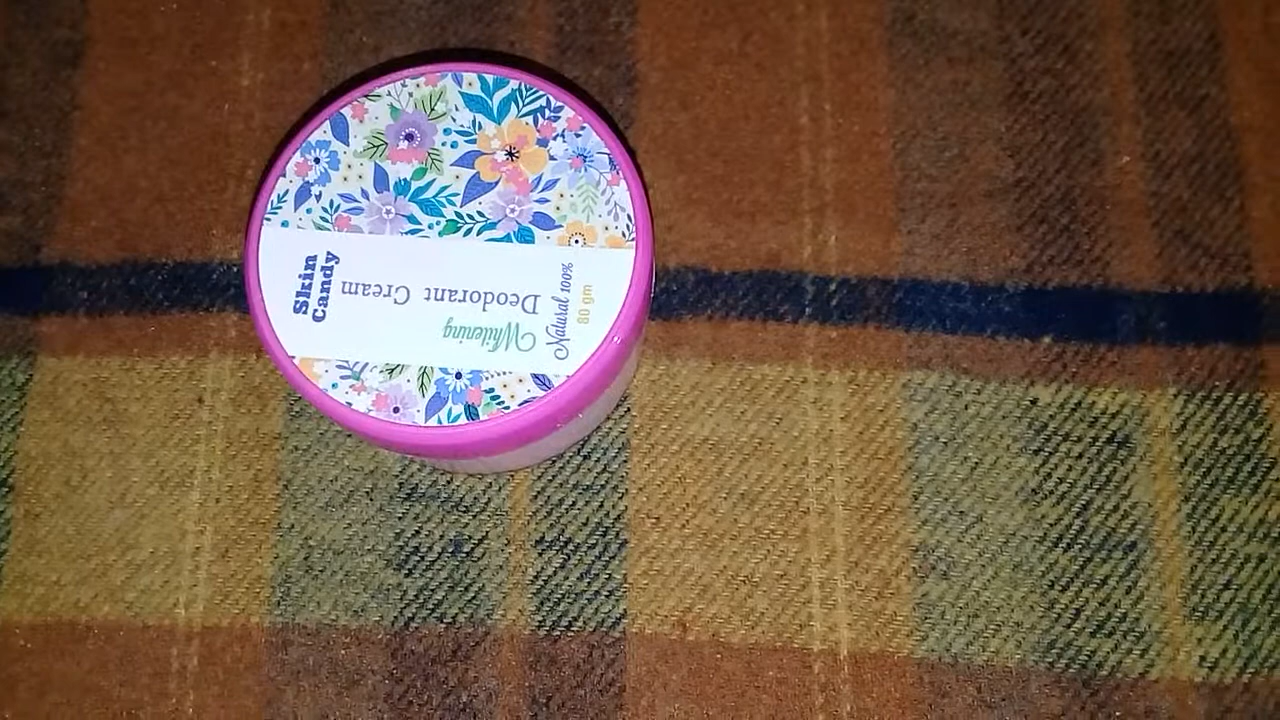 Skin
Candy
Whitening
Deodorant Cream
Natural 100%
80 gm